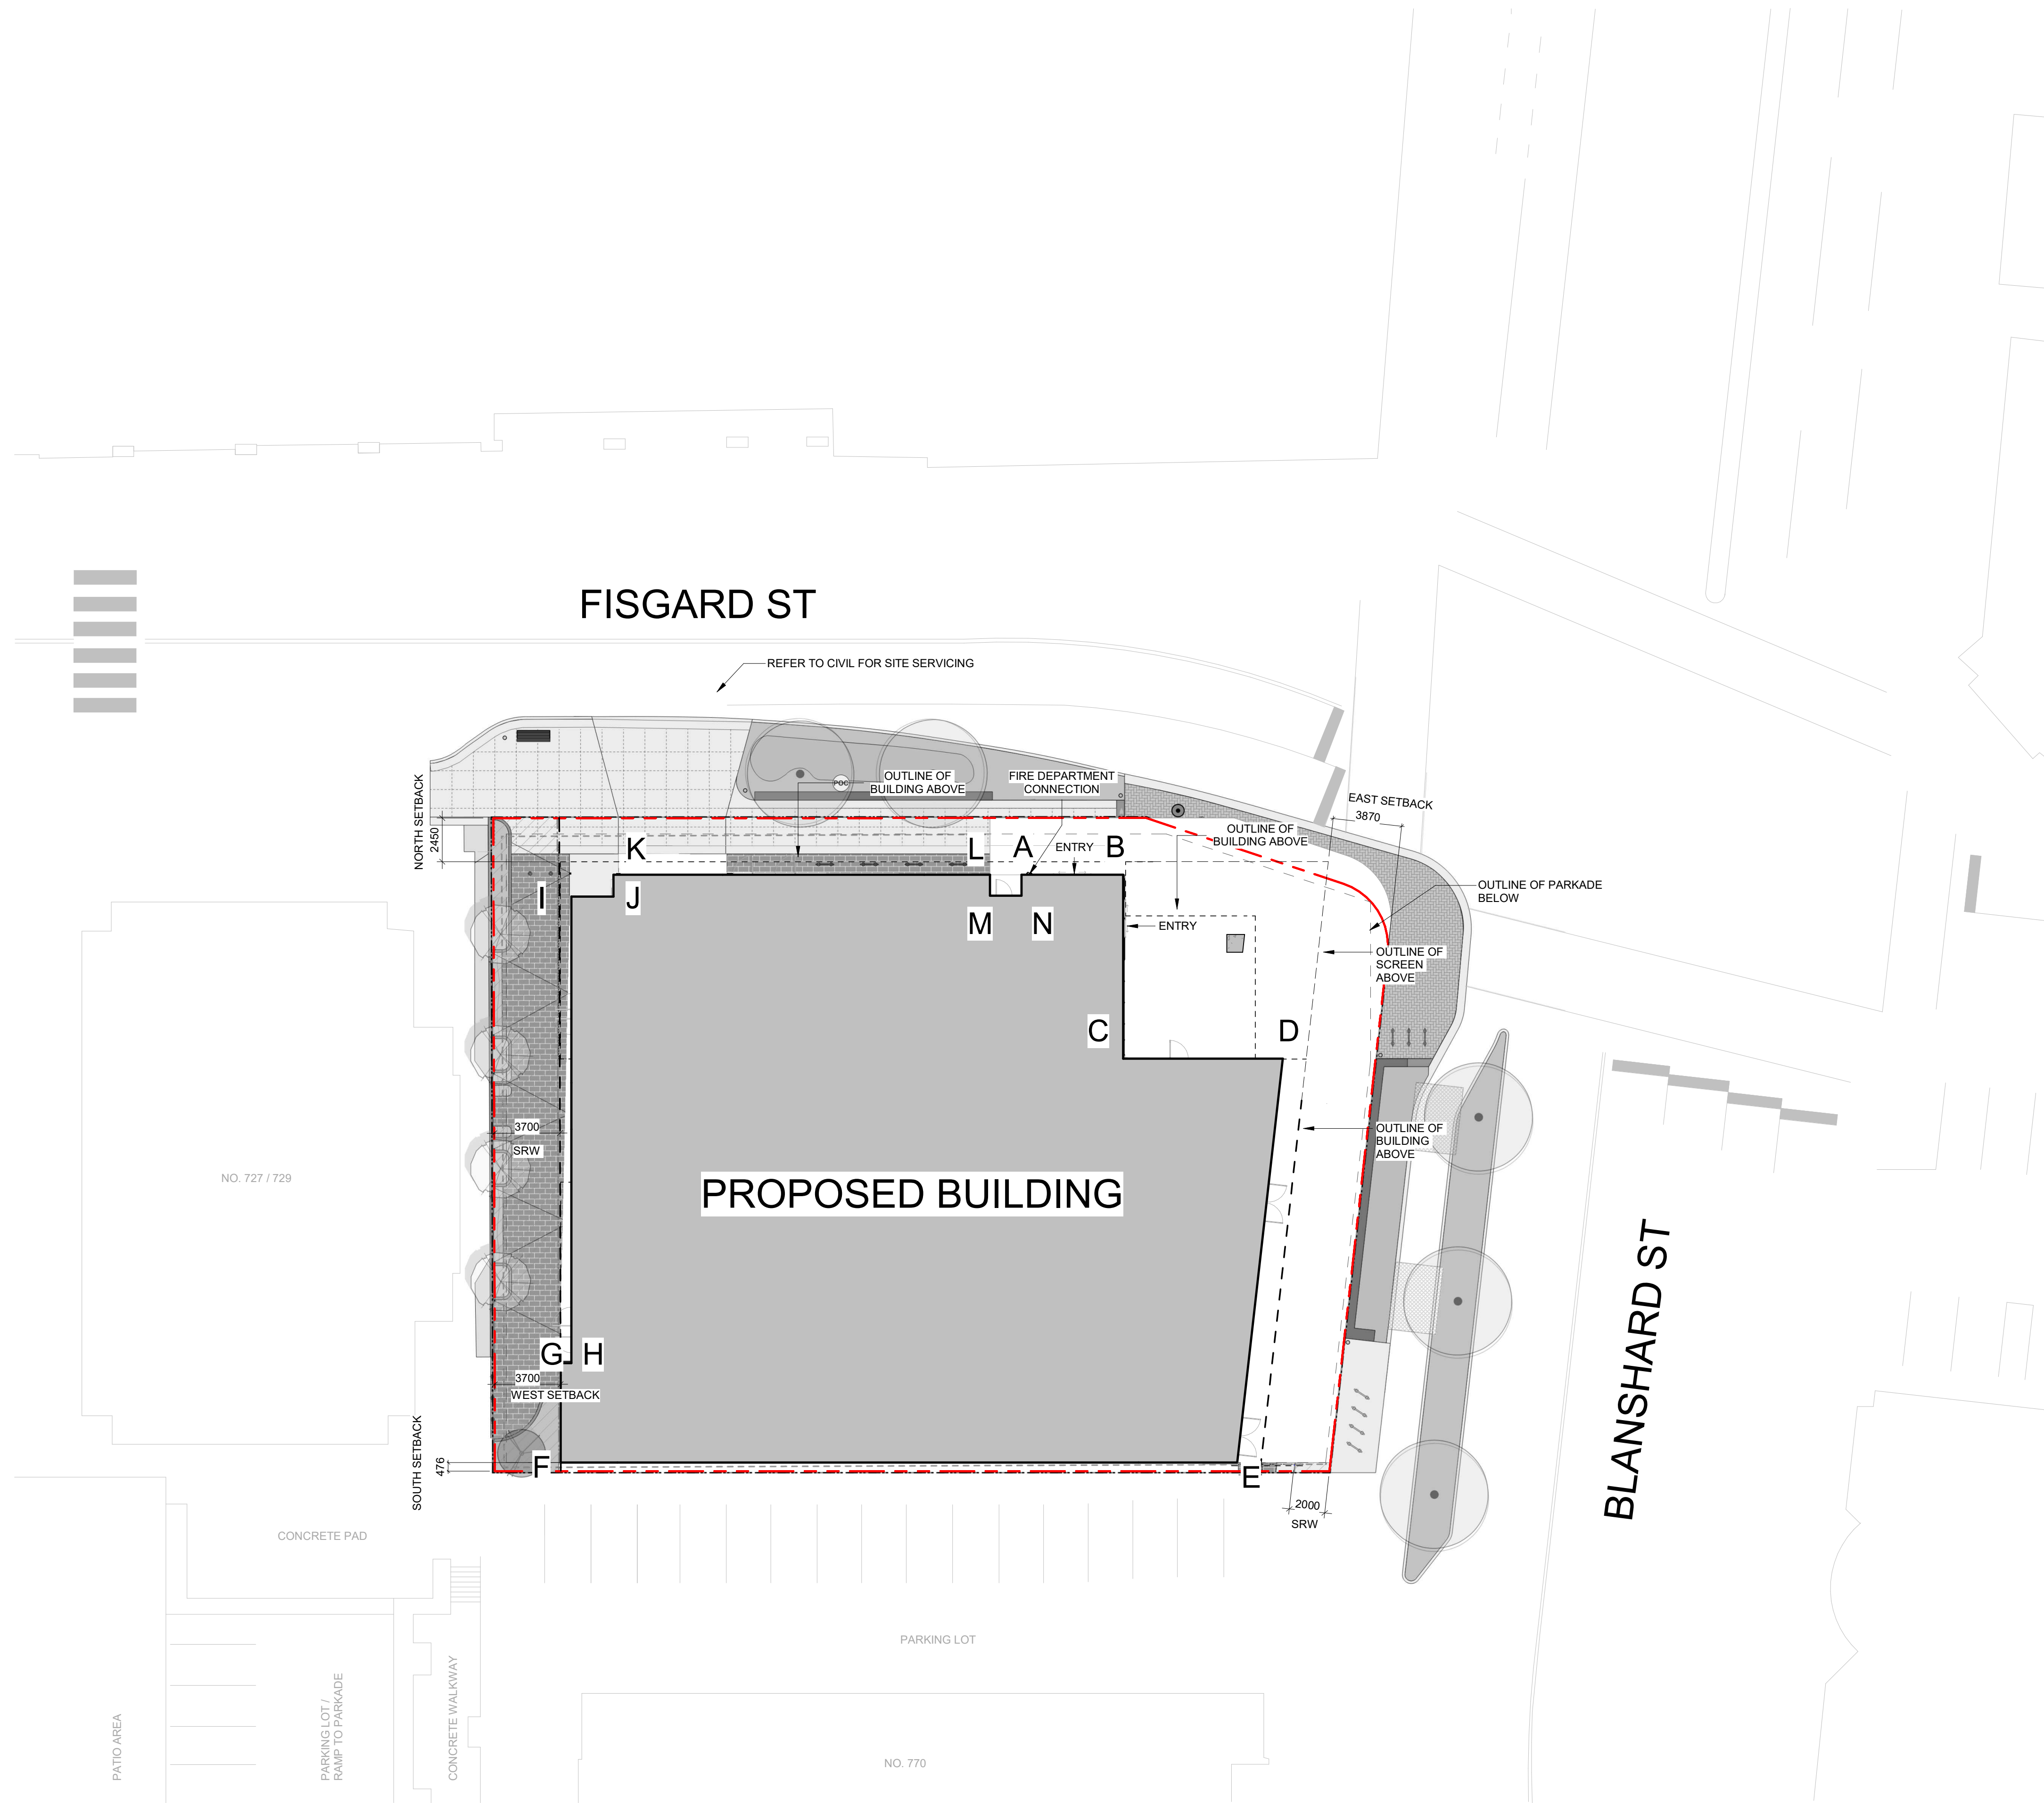 FISGARD ST
REFER TO CIVIL FOR SITE SERVICING
NORTH SETBACK
2450
POC
OUTLINE OF
BUILDING ABOVE
FIRE DEPARTMENT
CONNECTION
EAST SETBACK
3870
OUTLINE OF
BUILDING ABOVE
K
L
A
ENTRY
B
I
J
M
N
ENTRY
OUTLINE OF PARKADE
BELOW
OUTLINE OF
SCREEN
ABOVE
C
D
3700
SRW
OUTLINE OF
BUILDING
ABOVE
NO. 727 / 729
PROPOSED BUILDING
BLANSHARD ST
G
H
3700
WEST SETBACK
SOUTH SETBACK
476
F
E
2000
SRW
CONCRETE PAD
PARKING LOT
PATIO AREA
PARKING LOT /
RAMP TO PARKADE
CONCRETE WALKWAY
NO. 770